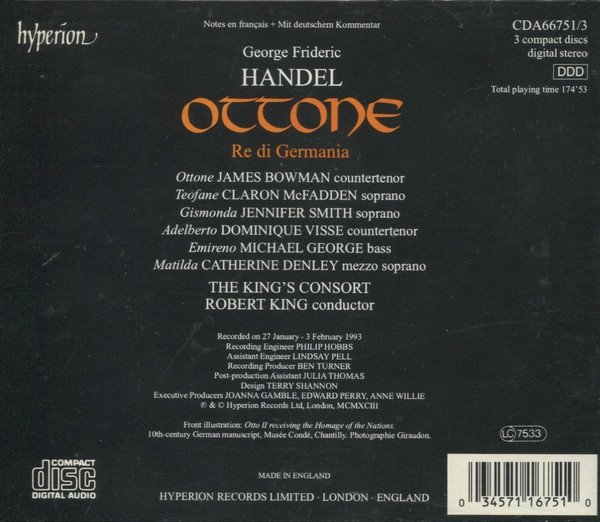 hyperion
Notes en français + Mit deutschem Kommentar
CDA66751/3
3 compact discs
digital stereo
DDD
Total playing time 174'53
George Frideric
HANDEL
OTTONE
Re di Germania
Ottone JAMES BOWMAN countertenor
Teofane CLARON McFADDEN soprano
Gismonda JENNIFER SMITH soprano
Adelberto DOMINIQUE VISSE countertenor
Emireno MICHAEL GEORGE bass
Matilda CATHERINE DENLEY mezzo soprano
THE KING'S CONSORT
ROBERT KING conductor
Recorded on 27 January - 3 February 1993
Recording Engineer PHILIP HOBBS
Assistant Engineer LINDSAY PELL
Recording Producer BEN TURNER
Post-production Assistant JULIA THOMAS
Design TERRY SHANNON
Executive Producers JOANNA GAMBLE, EDWARD PERRY, ANNE WILLIE
℗ & © Hyperion Records Ltd, London, MCMXCIII
Front illustration: Otto II receiving the Homage of the Nations.
10th-century German manuscript, Musée Condé, Chantilly. Photographie Giraudon.
LC 7533
COMPACT
disc
DIGITAL AUDIO
MADE IN ENGLAND
HYPERION RECORDS LIMITED · LONDON · ENGLAND
0 34571 16751 0